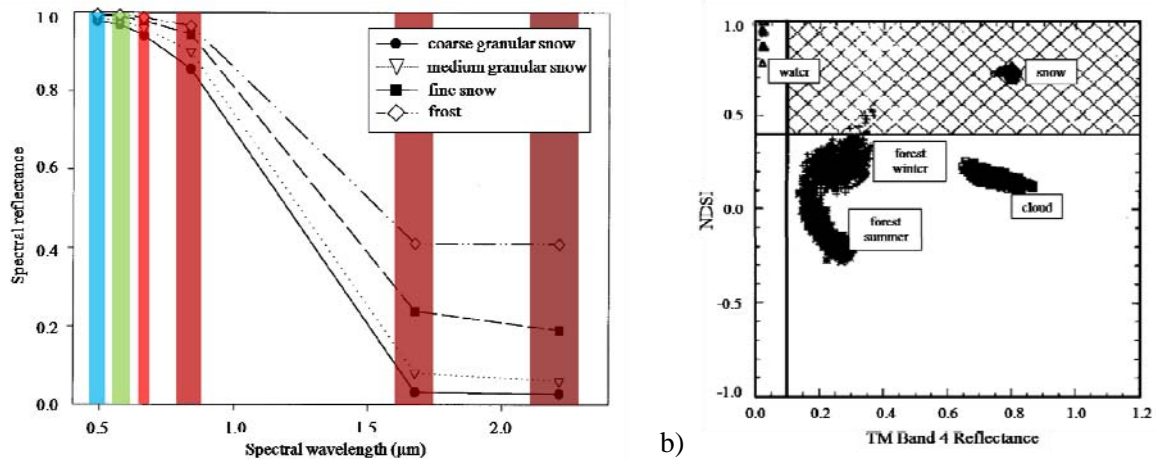 1.0
0.8
0.6
0.4
0.2
0.0
Spectral reflectance
coarse granular snow
medium granular snow
fine snow
frost
0.5
1.0
1.5
2.0
Spectral wavelength (μm)
b)
1.0
0.5
0.0
-0.5
-1.0
NDSI
water
snow
forest
winter
cloud
forest
summer
0.0
0.2
0.4
0.6
0.8
1.0
1.2
TM Band 4 Reflectance